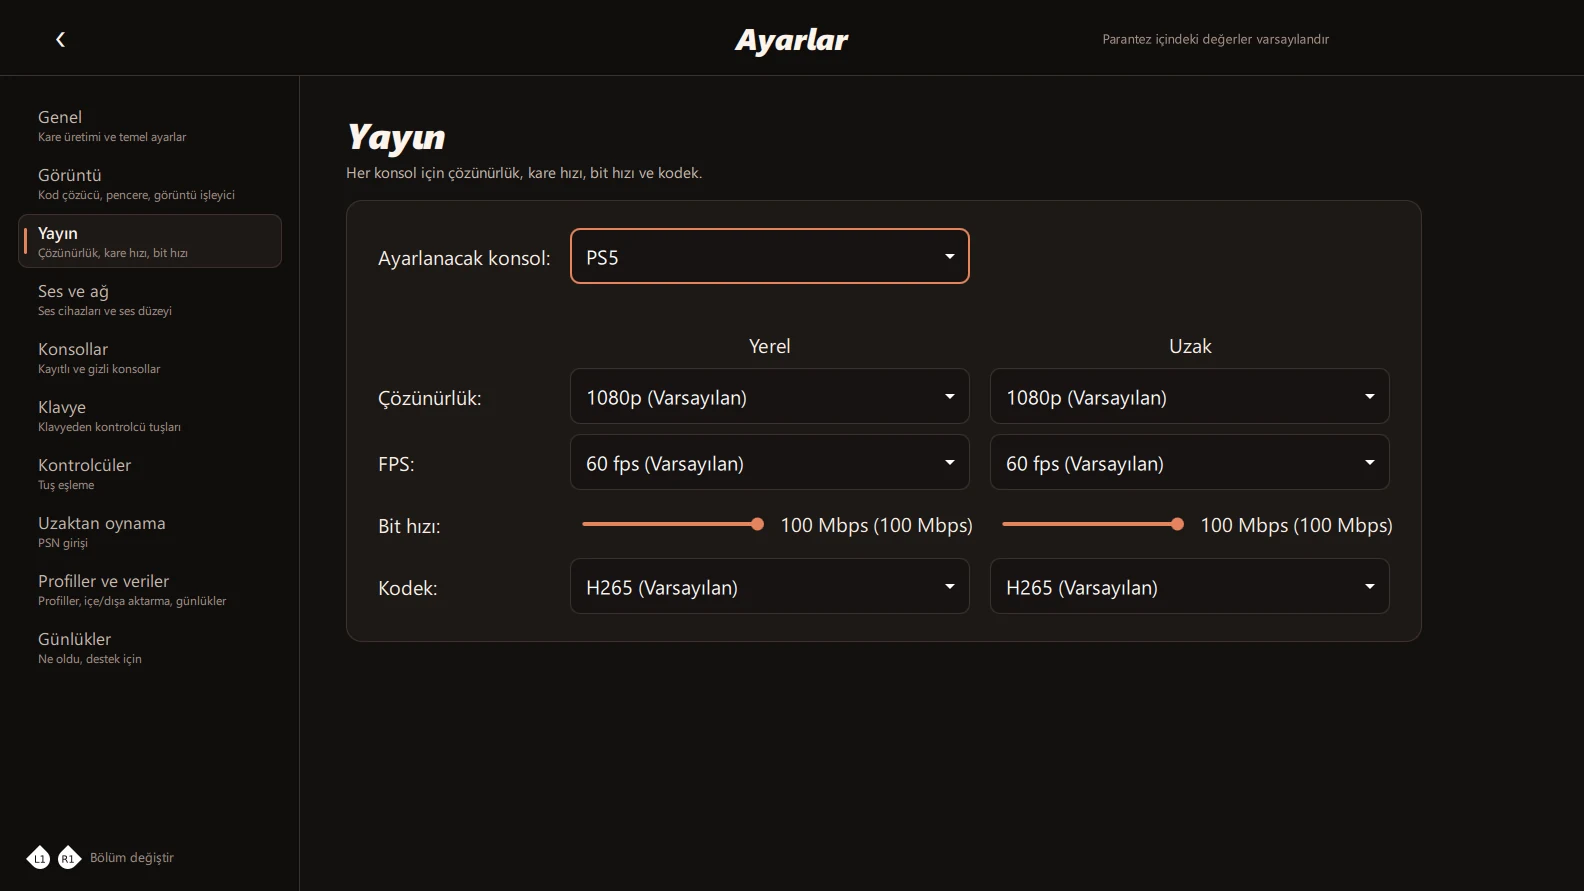 Ayarlar
Parantez içindeki değerler varsayılandır
Genel
Kare üretimi ve temel ayarlar
Görüntü
Kod çözücü, pencere, görüntü işleyici
Yayın
Çözünürlük, kare hızı, bit hızı
Ses ve ağ
Ses cihazları ve ses düzeyi
Konsollar
Kayıtlı ve gizli konsollar
Klavye
Klavyeden kontrolcü tuşları
Kontrolcüler
Tuş eşleme
Uzaktan oynama
PSN girişi
Profiller ve veriler
Profiller, içe/dışa aktarma, günlükler
Günlükler
Ne oldu, destek için
L1 R1 Bölüm değiştir
Yayın
Her konsol için çözünürlük, kare hızı, bit hızı ve kodek.
Ayarlanacak konsol: PS5
Yerel Uzak
Çözünürlük: 1080p (Varsayılan) 1080p (Varsayılan)
FPS: 60 fps (Varsayılan) 60 fps (Varsayılan)
Bit hızı: 100 Mbps (100 Mbps) 100 Mbps (100 Mbps)
Kodek: H265 (Varsayılan) H265 (Varsayılan)